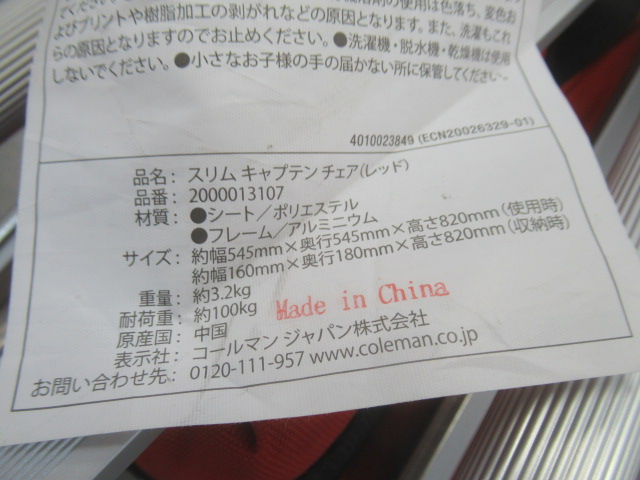 の使用は色落ち、変色お
よびプリントや樹脂加工の剥がれなどの原因となります。また、洗濯もこれ
らの原因となりますのでお止めください。●洗濯機・脱水機・乾燥機は使用
しないでください。●小さなお子様の手の届かない所に保管してください。
4010023849 (ECN20026329-01)
品名: スリム キャプテン チェア(レッド)
品番: 2000013107
材質: ●シート/ポリエステル
●フレーム/アルミニウム
サイズ: 約幅545mm×奥行545mm×高さ820mm(使用時)
約幅160mm×奥行180mm×高さ820mm(収納時)
重量: 約3.2kg
耐荷重: 約100kg
Made in China
原産国: 中国
表示社: コールマン ジャパン株式会社
お問い合わせ先: 0120-111-957 www.coleman.co.jp